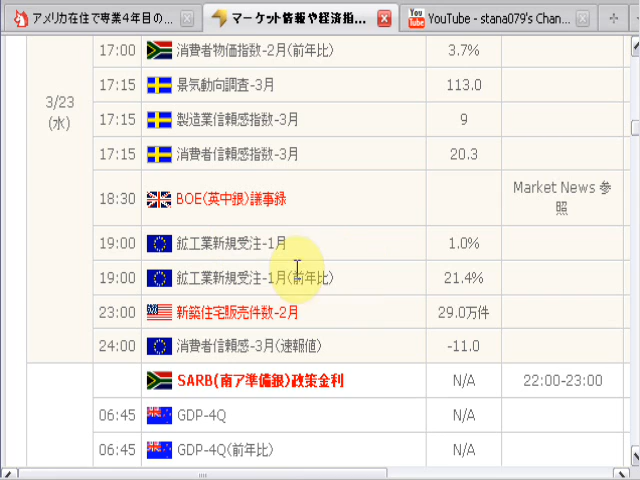 アメリカ在住で専業４年目の...
マーケット情報や経済指...
YouTube - stana079's Chan...
17:00 消費者物価指数-2月(前年比) 3.7%
17:15 景気動向調査-3月 113.0
3/23
(水)
17:15 製造業信頼感指数-3月 9
17:15 消費者信頼感指数-3月 20.3
18:30 BOE(英中銀)議事録 Market News 参
照
19:00 鉱工業新規受注-1月 1.0%
19:00 鉱工業新規受注-1月(前年比) 21.4%
23:00 新築住宅販売件数-2月 29.0万件
24:00 消費者信頼感-3月(速報値) -11.0
SARB(南ア準備銀)政策金利 N/A 22:00-23:00
06:45 GDP-4Q N/A
06:45 GDP-4Q(前年比) N/A